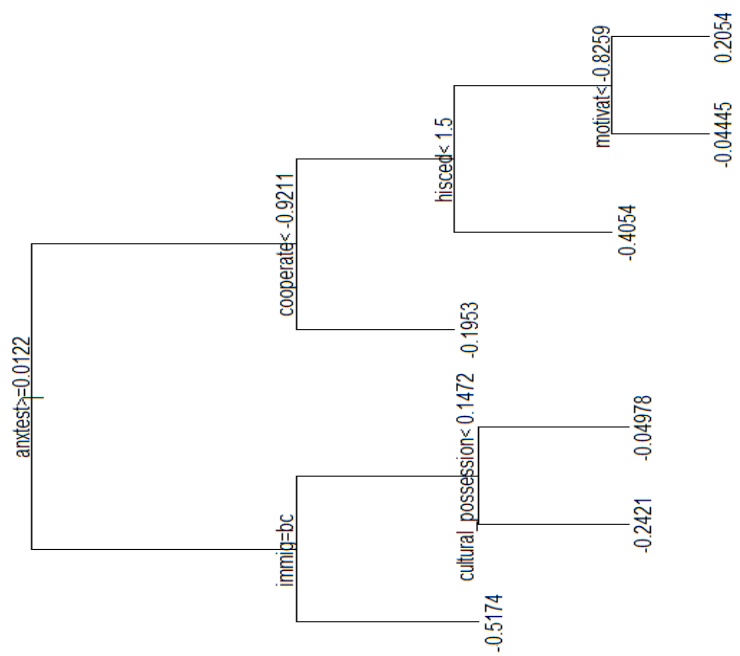 anxtest>=0.0122
immig=bc
cooperate< -0.9211
-0.5174
cultural_possession< 0.1472
-0.1953
hisced< 1.5
-0.2421
-0.04978
-0.4054
motivat< -0.8259
-0.04445
0.2054